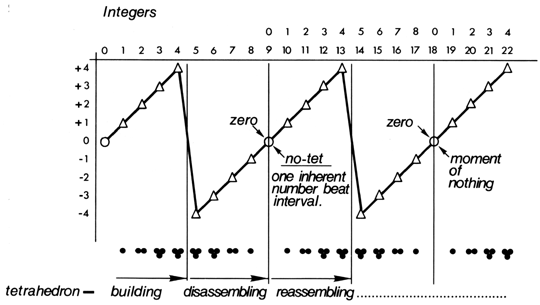 Integers
0 1 2 3 4 5 6 7 8 0 1 2 3 4
0 1 2 3 4 5 6 7 8 9 10 11 12 13 14 15 16 17 18 19 20 21 22
+4
+3
+2
+1
0
-1
-2
-3
-4
zero
no-tet
one inherent
number beat
interval.
zero
moment
of
nothing
tetrahedron — building disassembling reassembling